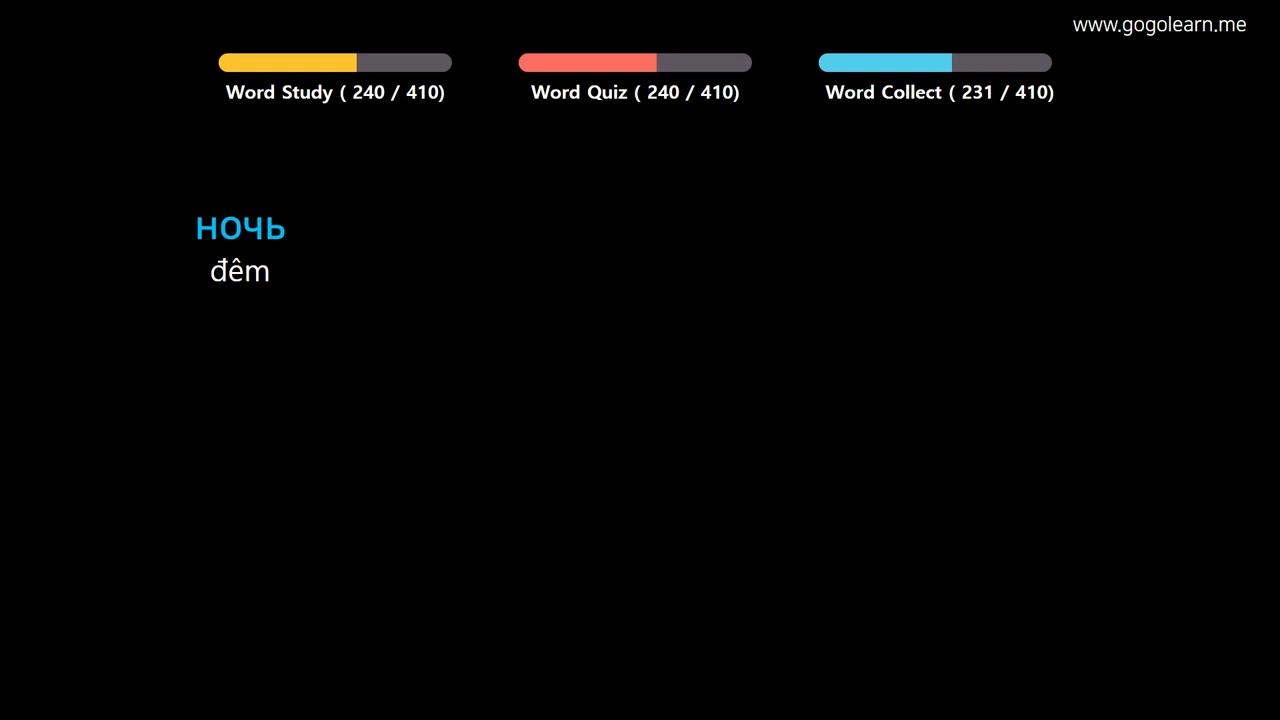 www.gogolearn.me
Word Study ( 240 / 410)
Word Quiz ( 240 / 410)
Word Collect ( 231 / 410)
ночь
đêm